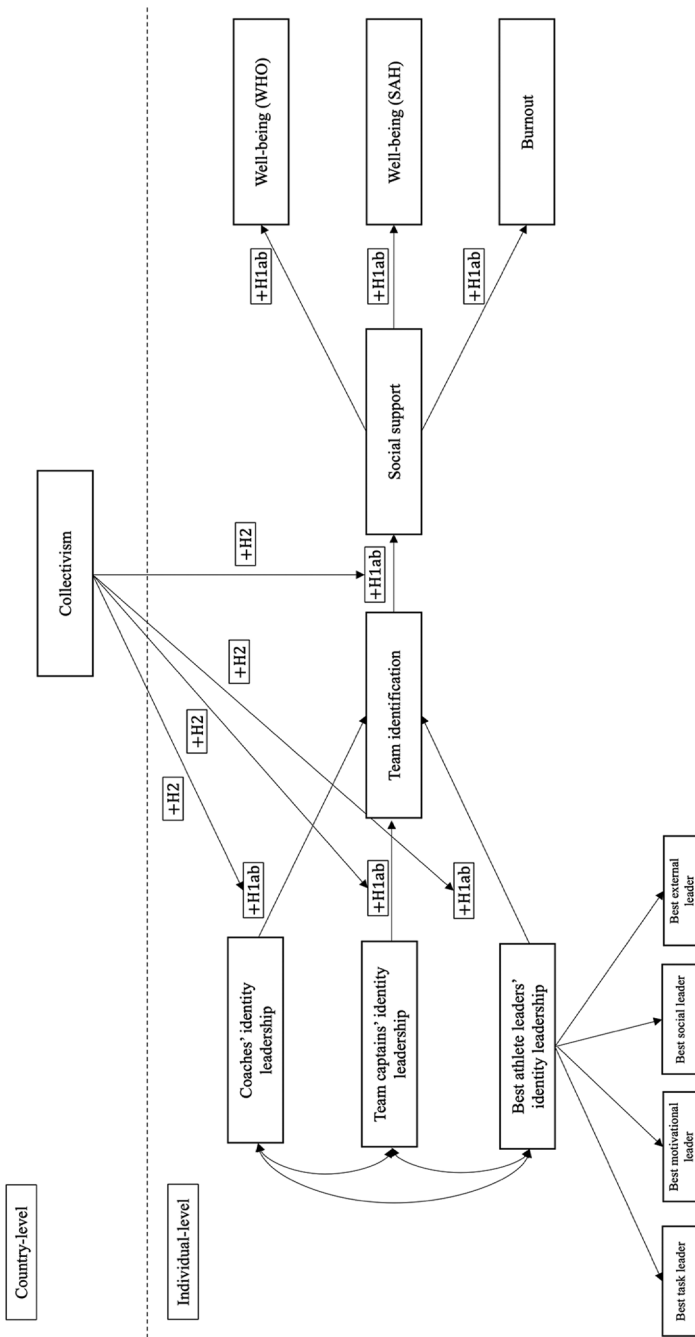 Country-level
Collectivism
Individual-level
+H2
+H2
+H2
+H2
Coaches’ identity
leadership
+H1ab
+H1ab
Well-being (WHO)
Team captains’ identity
leadership
+H1ab
Team identification
+H1ab
Social support
+H1ab
Well-being (SAH)
Best athlete leaders’
identity leadership
+H1ab
+H1ab
Burnout
Best task leader
Best motivational
leader
Best social leader
Best external
leader